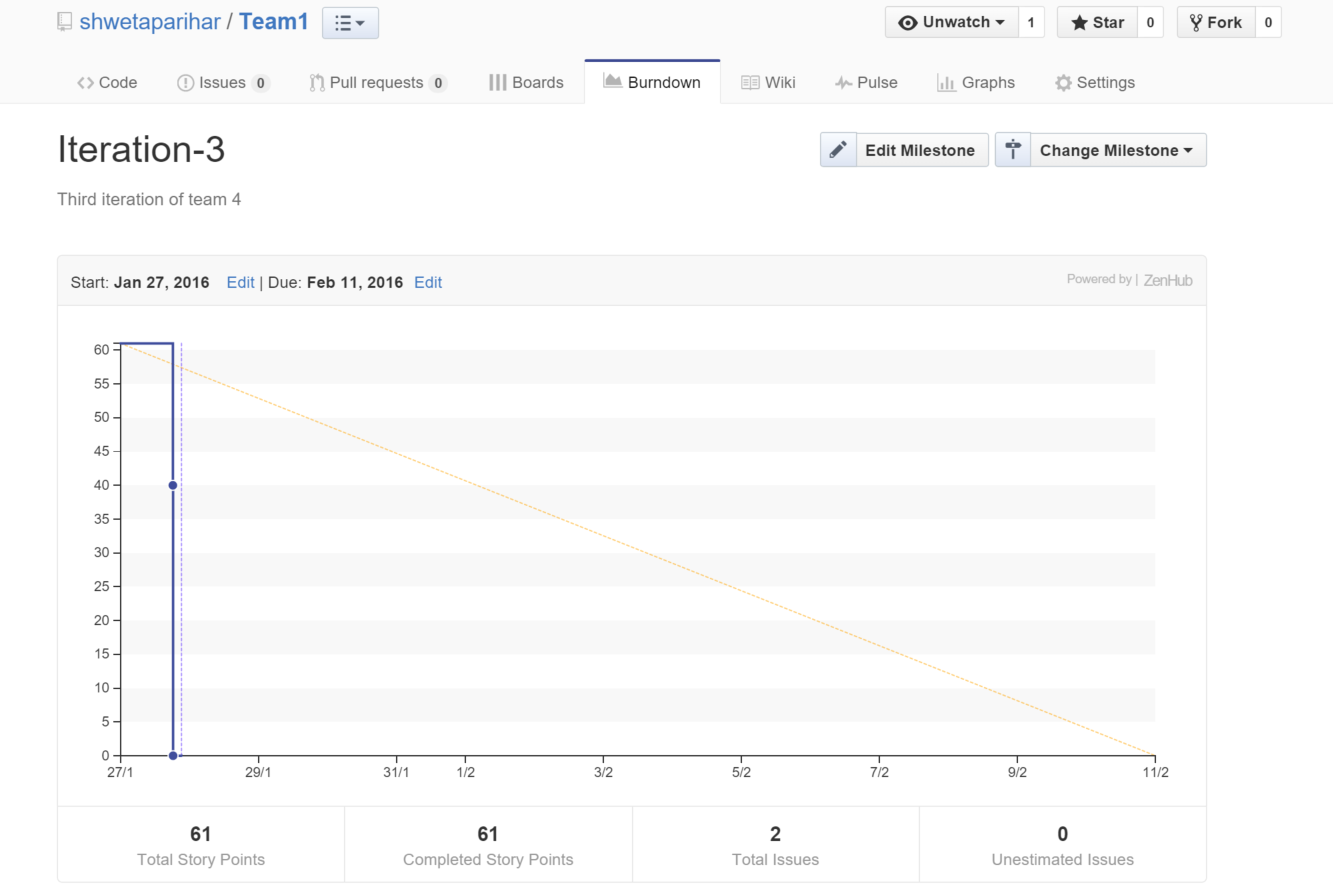 shwetaparihar / Team1
Unwatch 1 Star 0 Fork 0
Code Issues 0 Pull requests 0 Boards Burndown Wiki Pulse Graphs Settings
Iteration-3
Edit Milestone Change Milestone
Third iteration of team 4
Start: Jan 27, 2016 Edit | Due: Feb 11, 2016 Edit
Powered by | ZenHub
60
55
50
45
40
35
30
25
20
15
10
5
0
27/1 29/1 31/1 1/2 3/2 5/2 7/2 9/2 11/2
61 61 2 0
Total Story Points Completed Story Points Total Issues Unestimated Issues